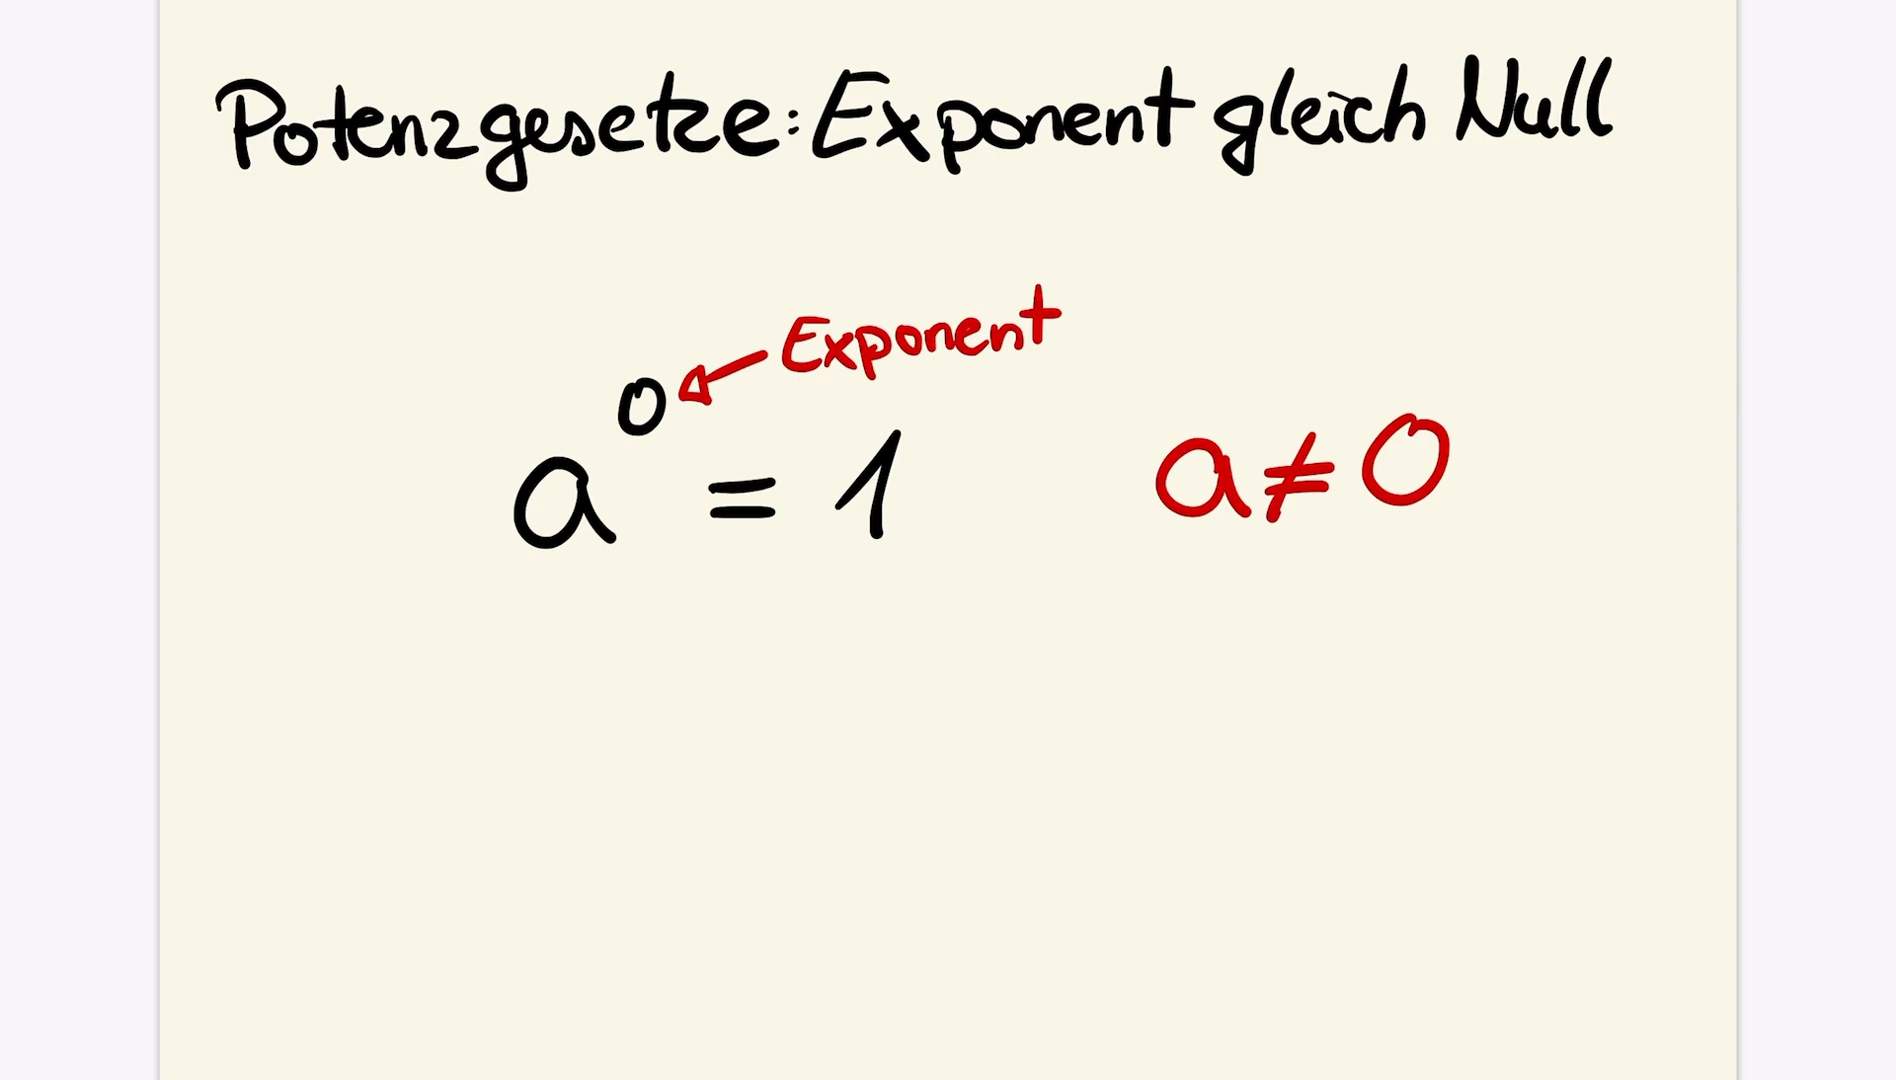 Potenzgesetze: Exponent gleich Null
Exponent
a⁰ = 1 a ≠ 0